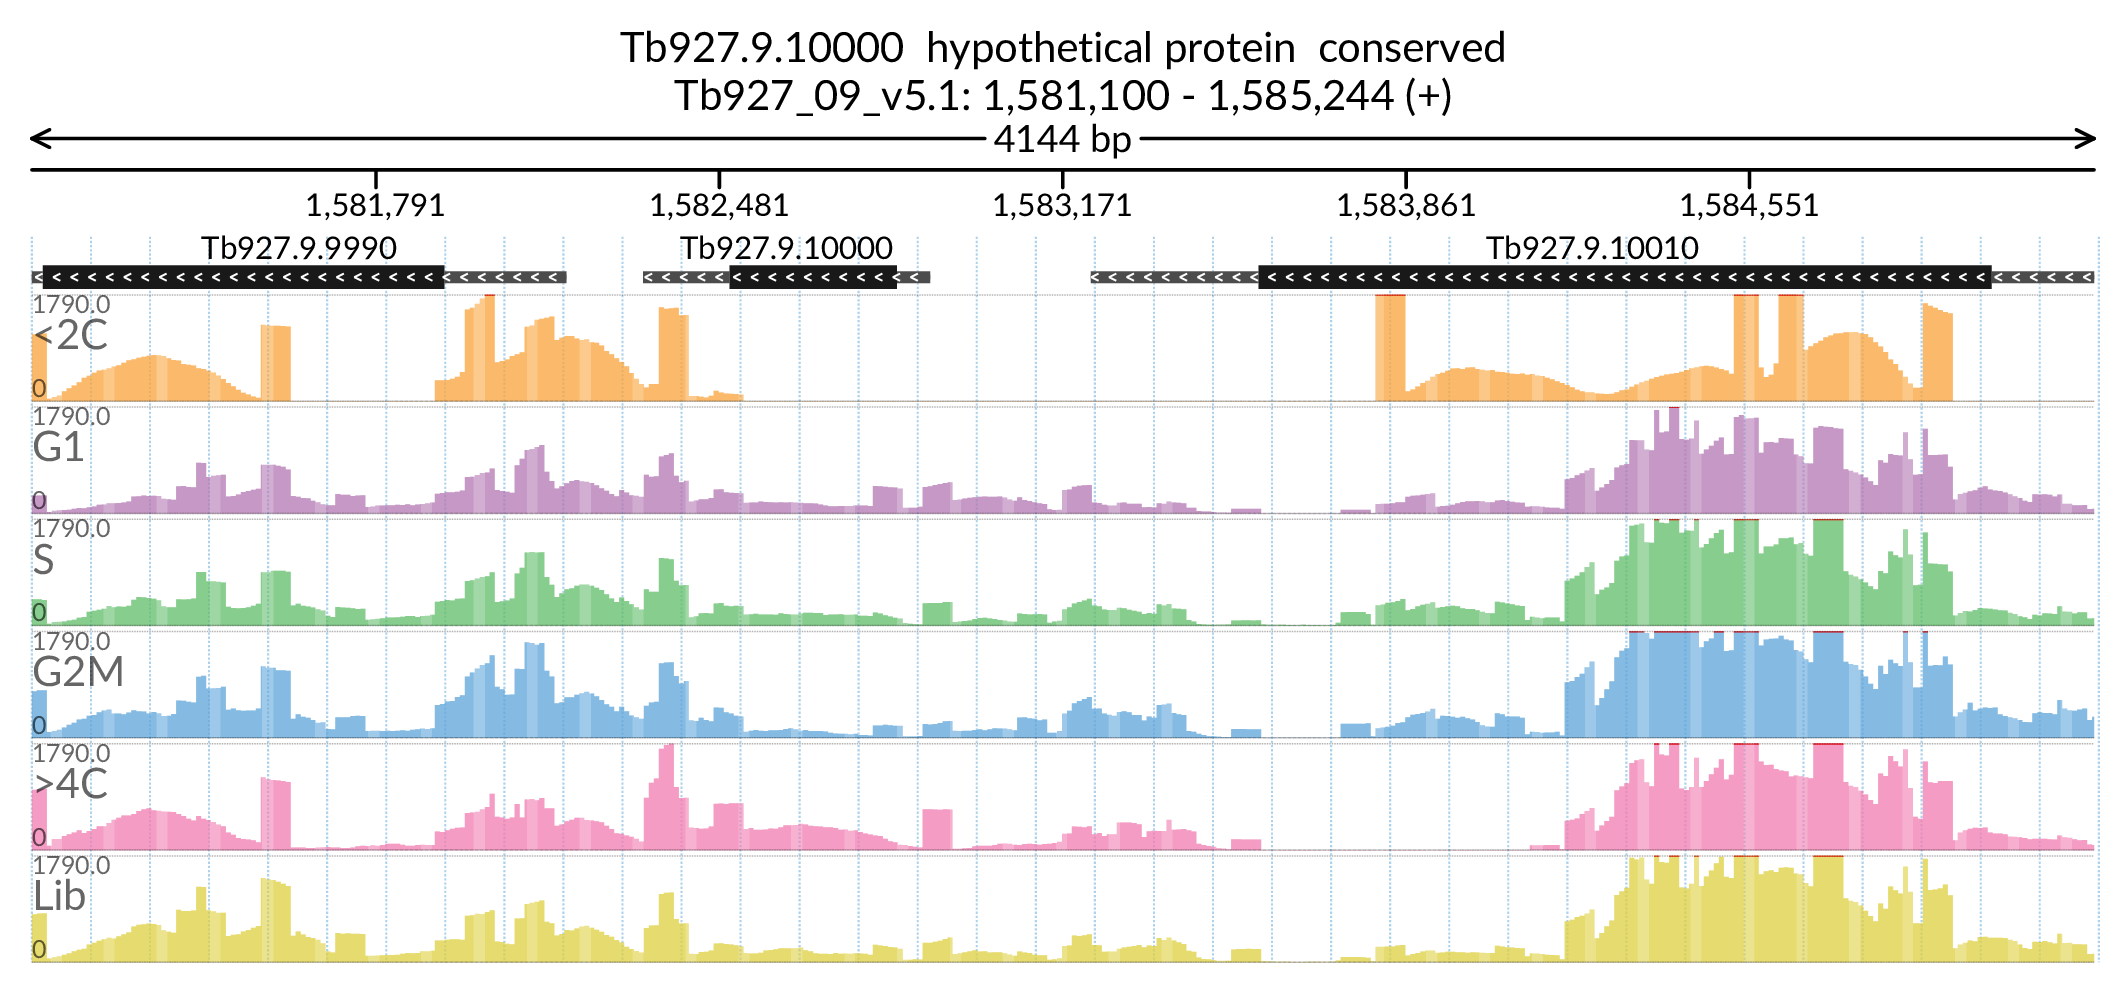 Tb927.9.10000 hypothetical protein conserved
Tb927_09_v5.1: 1,581,100 - 1,585,244 (+)
4144 bp
1,581,791 1,582,481 1,583,171 1,583,861 1,584,551
Tb927.9.9990 Tb927.9.10000 Tb927.9.10010
1790.0
<2C
0
1790.0
G1
0
1790.0
S
0
1790.0
G2M
0
1790.0
>4C
0
1790.0
Lib
0